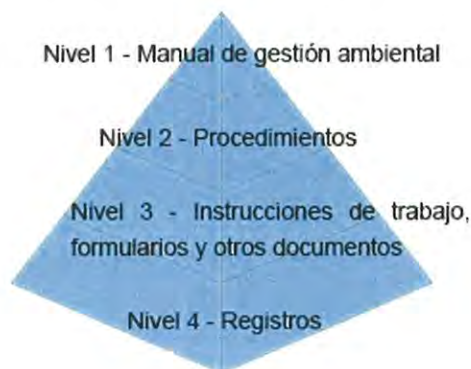 Nivel 1 - Manual de gestión ambiental
Nivel 2 - Procedimientos
Nivel 3 - Instrucciones de trabajo,
formularios y otros documentos
Nivel 4 - Registros